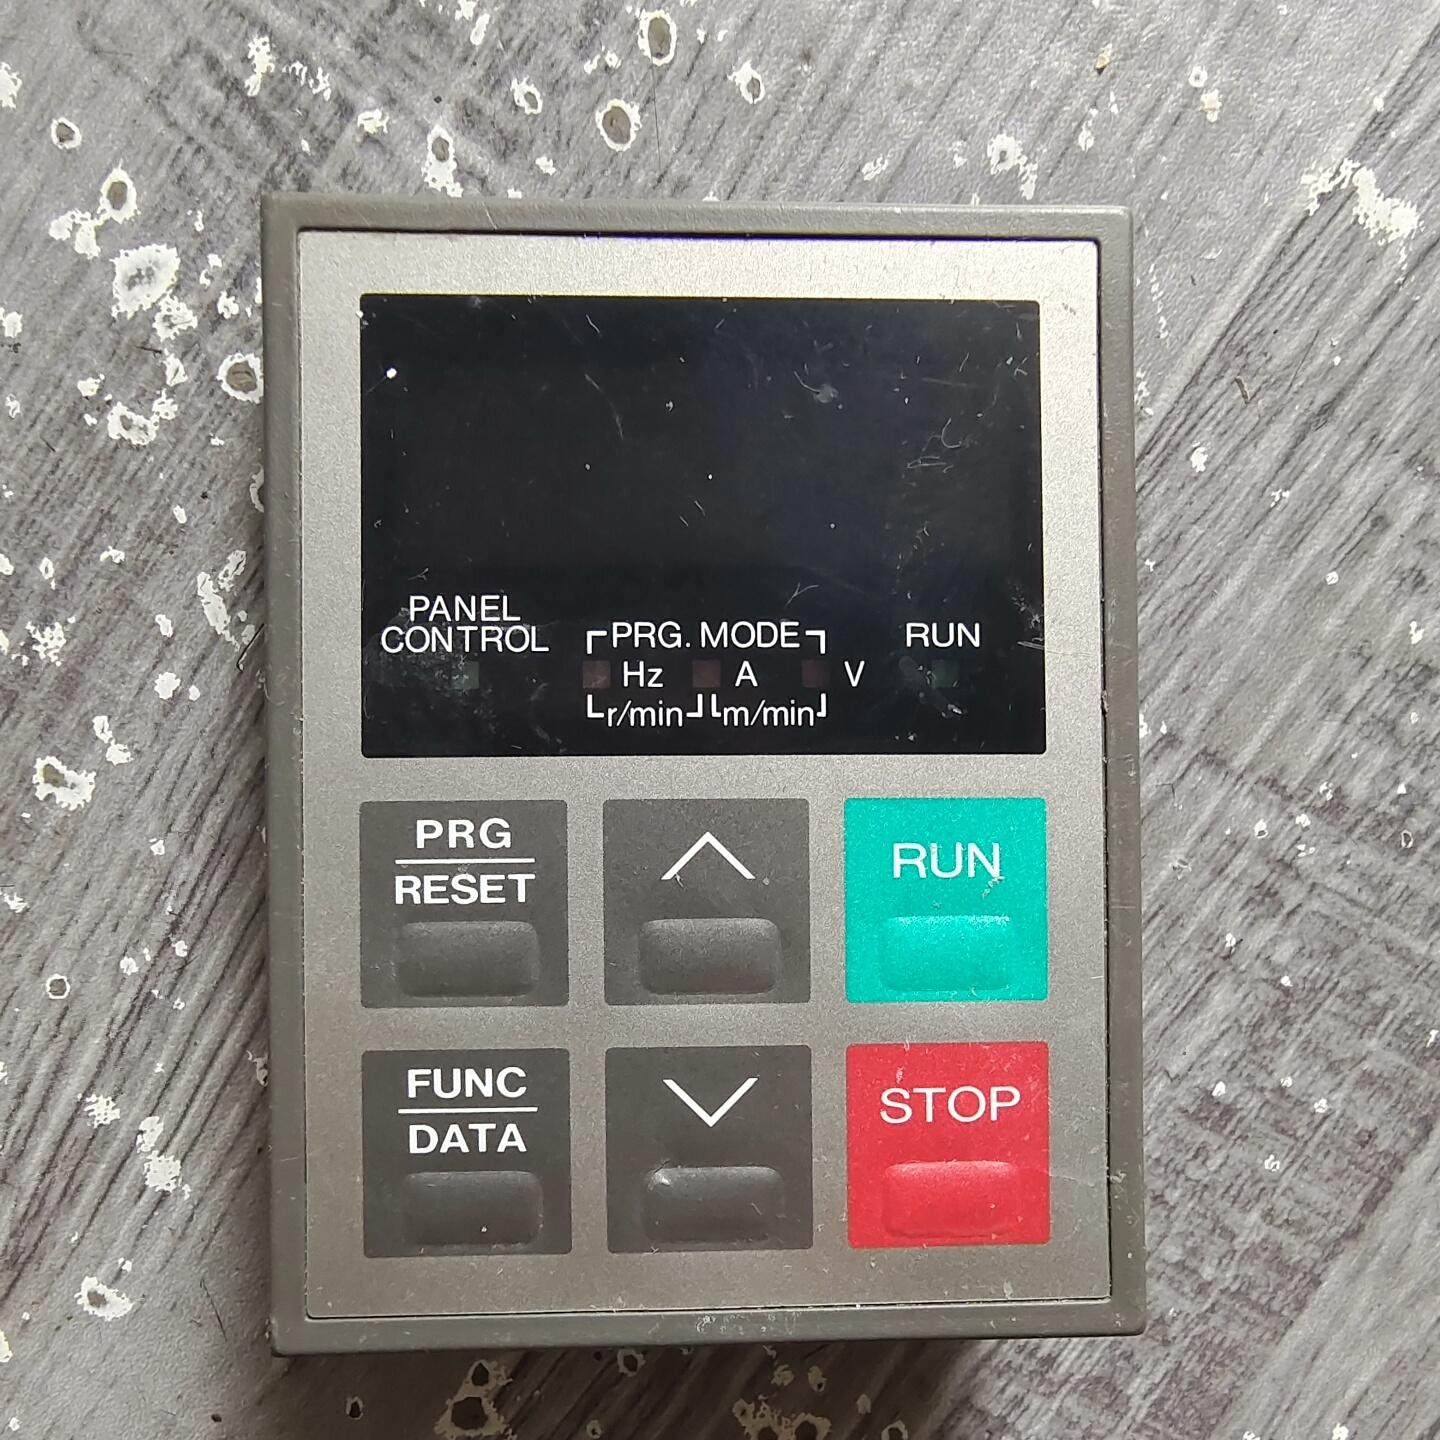 PANEL
CONTROL
PRG. MODE
RUN
Hz A V
r/min m/min
PRG
RESET
RUN
FUNC
DATA
STOP